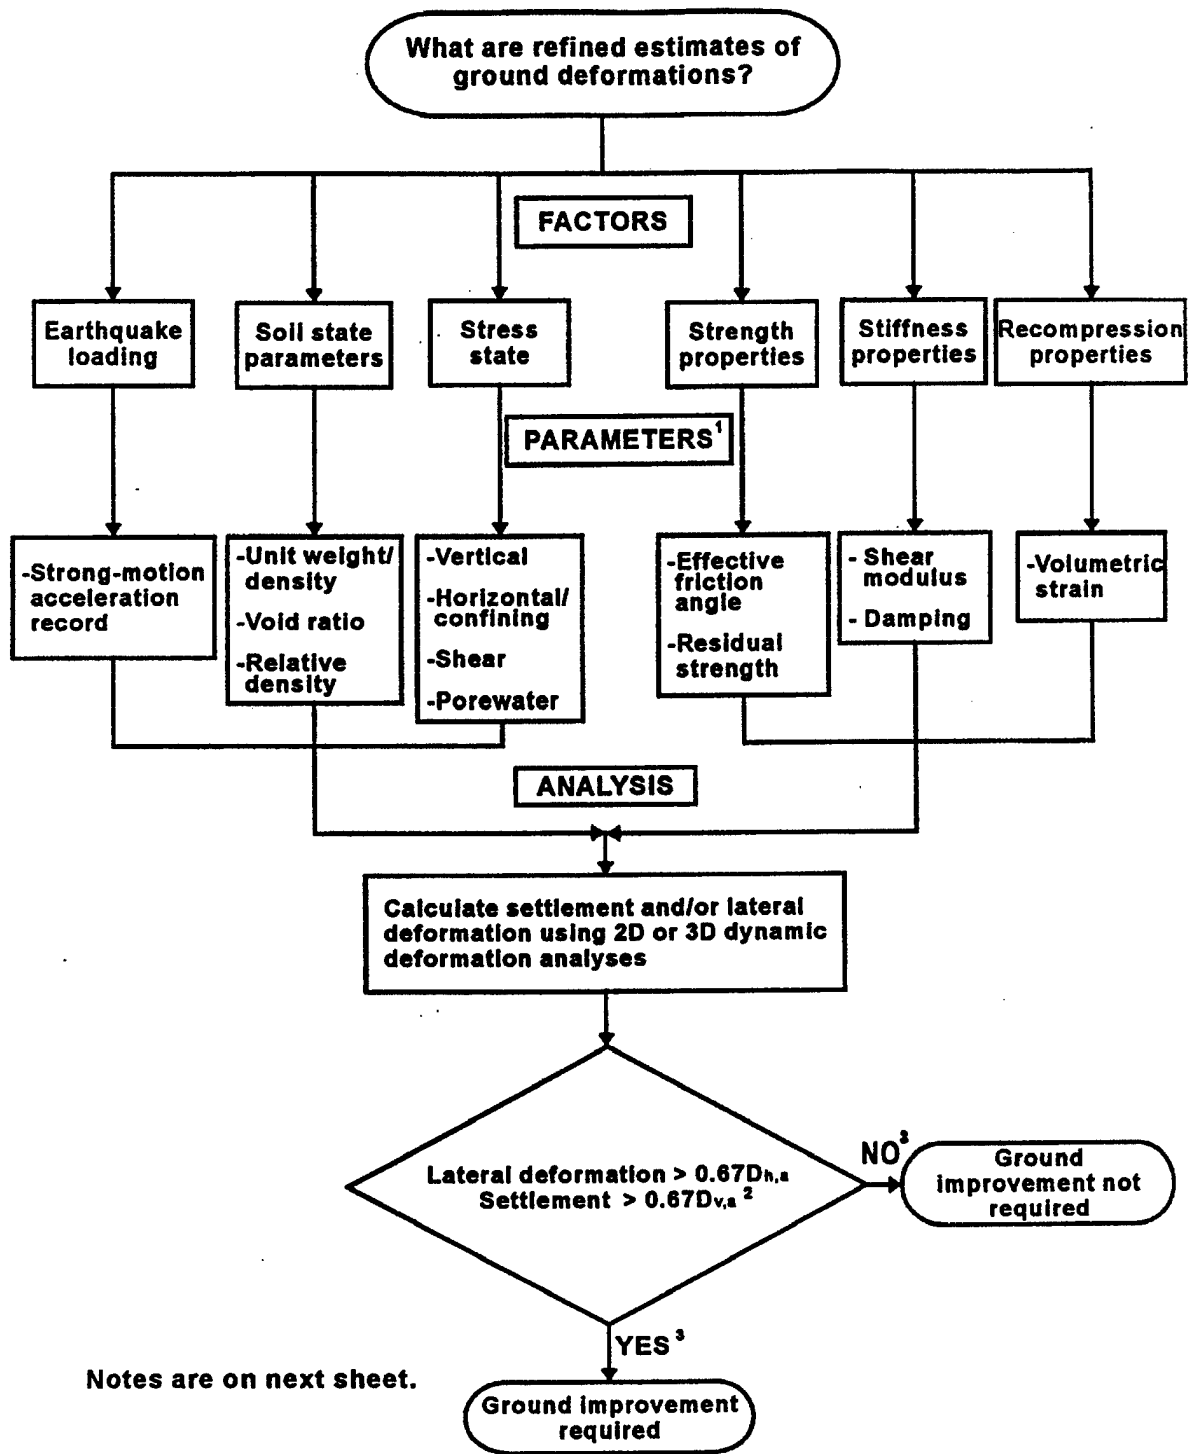 What are refined estimates of
ground deformations?
FACTORS
Earthquake
loading
Soil state
parameters
Stress
state
Strength
properties
Stiffness
properties
Recompression
properties
PARAMETERS¹
-Strong-motion
acceleration
record
-Unit weight/
density
-Void ratio
-Relative
density
-Vertical
-Horizontal/
confining
-Shear
-Porewater
-Effective
friction
angle
-Residual
strength
- Shear
modulus
- Damping
-Volumetric
strain
ANALYSIS
Calculate settlement and/or lateral
deformation using 2D or 3D dynamic
deformation analyses
Lateral deformation > 0.67Dh,a
Settlement > 0.67Dv,a ²
NO³
Ground
improvement not
required
YES³
Notes are on next sheet.
Ground improvement
required